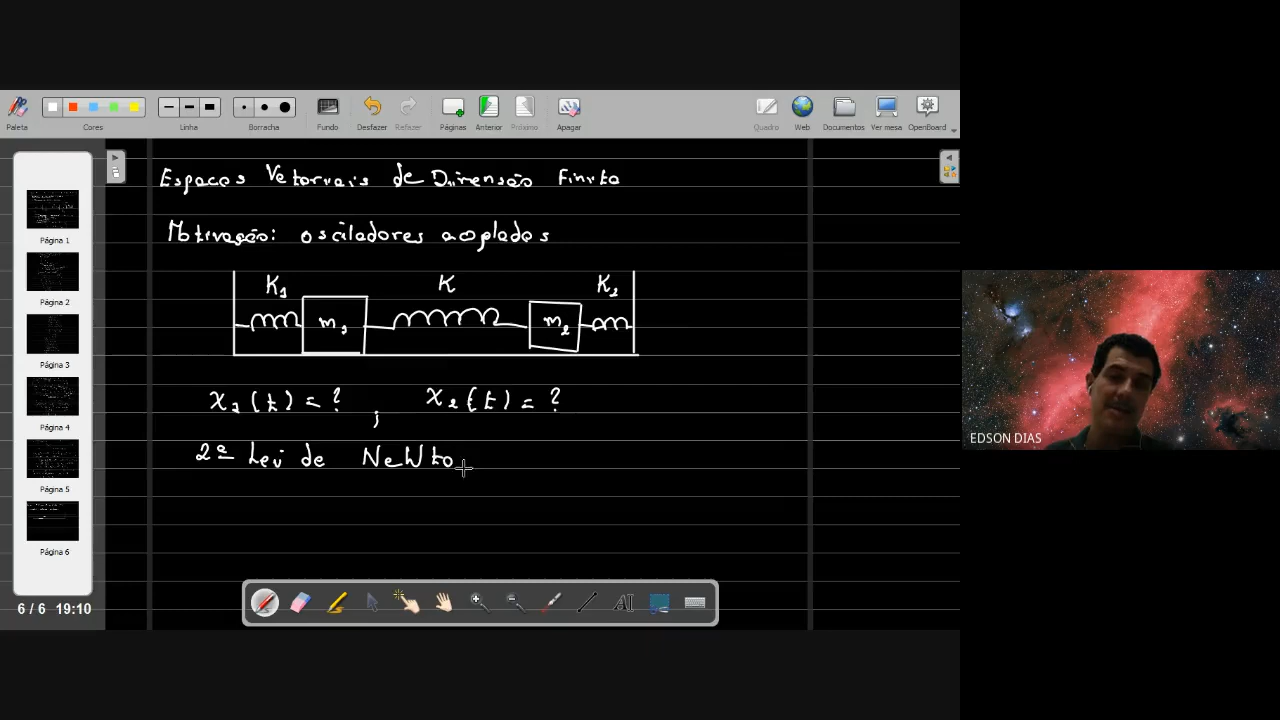 Paleta
Cores
Linha
Borracha
Fundo
Desfazer
Refazer
Páginas
Anterior
Próximo
Apagar
Quadro
Web
Documentos
Ver mesa
OpenBoard
Espaços Vetoriais de Dimensão Finita
Motivação: osciladores acoplados
K₁ K K₂
m₁ m₂
x₁(t) = ? ; x₂(t) = ?
2ª Lei de Newto
Página 1
Página 2
Página 3
Página 4
Página 5
Página 6
6 / 6 19:10
AI
EDSON DIAS